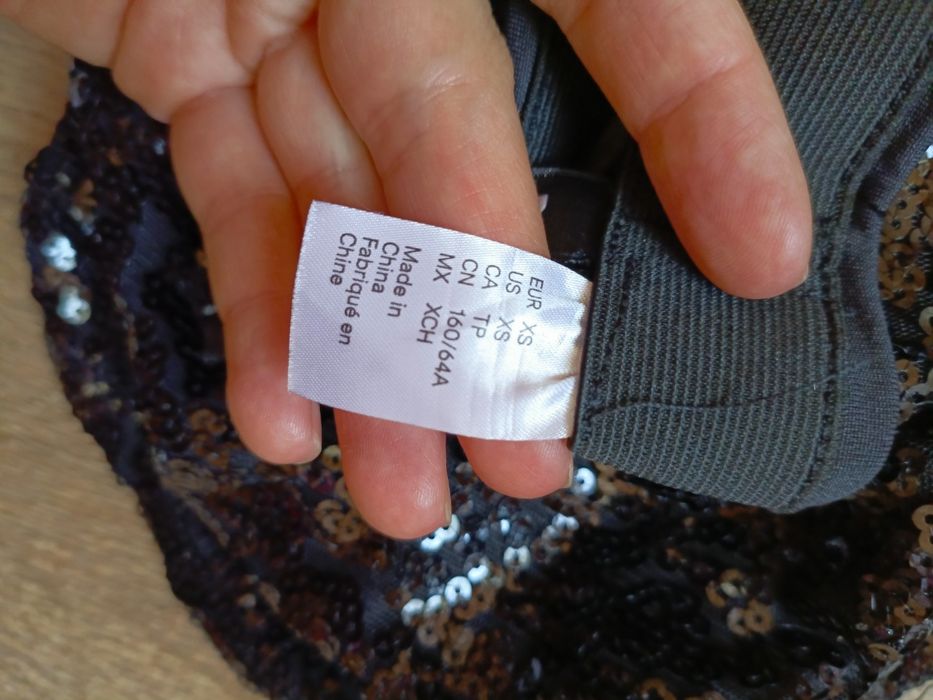 EUR XS
US XS
CA TP
CN 160/64A
MX XCH
Made in
China
Fabriqué en
Chine